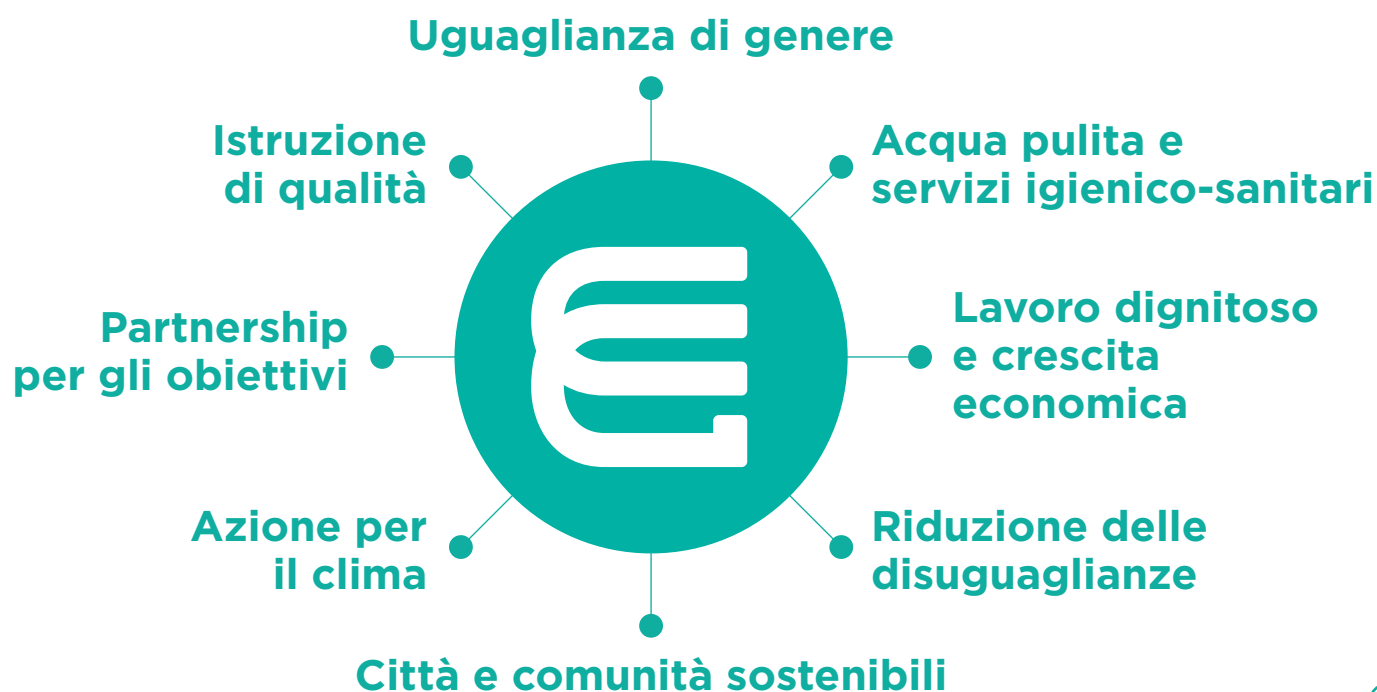 Uguaglianza di genere
Istruzione
di qualità
Acqua pulita e
servizi igienico-sanitari
Partnership
per gli obiettivi
Lavoro dignitoso
e crescita
economica
Azione per
il clima
Riduzione delle
disuguaglianze
Città e comunità sostenibili